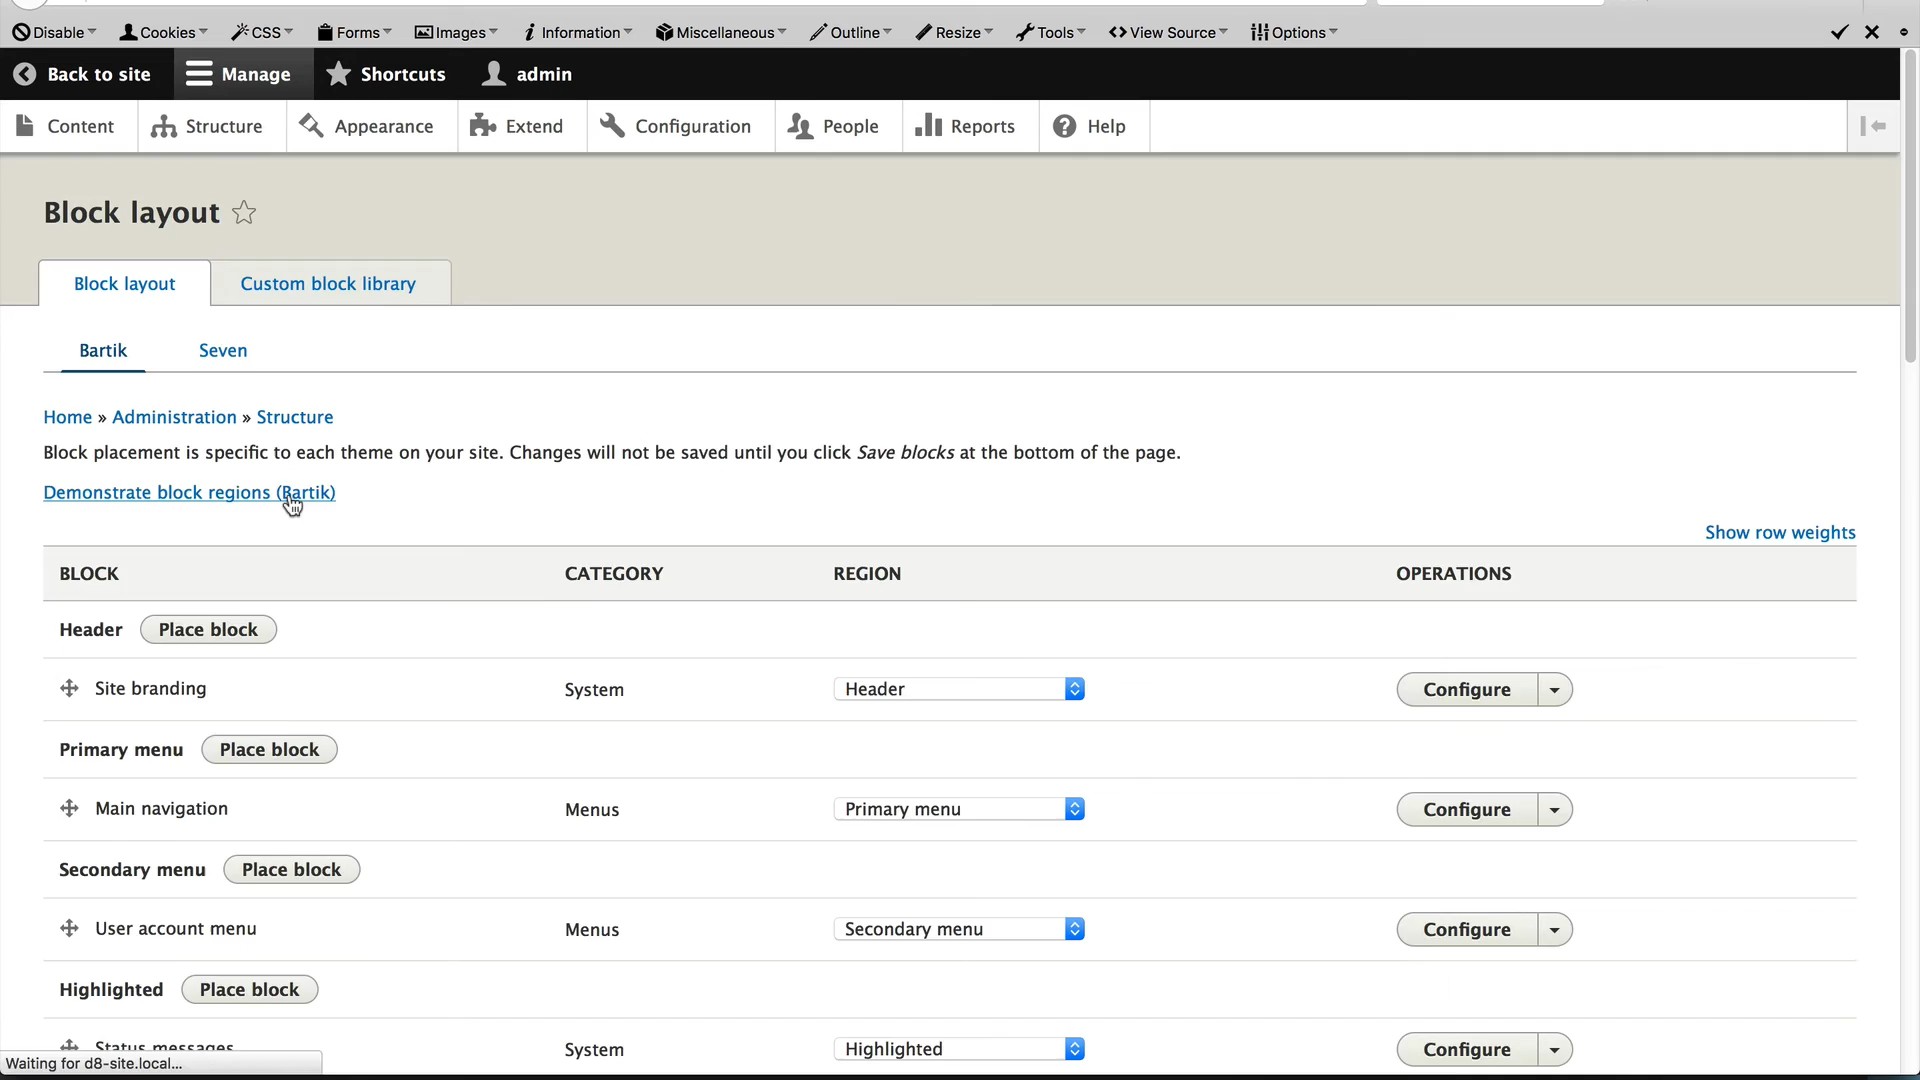 Disable Cookies CSS Forms Images Information Miscellaneous Outline Resize Tools View Source Options
Back to site Manage Shortcuts admin
Content Structure Appearance Extend Configuration People Reports Help
Block layout
Block layout Custom block library
Bartik Seven
Home » Administration » Structure
Block placement is specific to each theme on your site. Changes will not be saved until you click Save blocks at the bottom of the page.
Demonstrate block regions (Bartik)
Show row weights
BLOCK CATEGORY REGION OPERATIONS
Header Place block
Site branding System Header Configure
Primary menu Place block
Main navigation Menus Primary menu Configure
Secondary menu Place block
User account menu Menus Secondary menu Configure
Highlighted Place block
Status messages System Highlighted Configure
Waiting for d8-site.local...